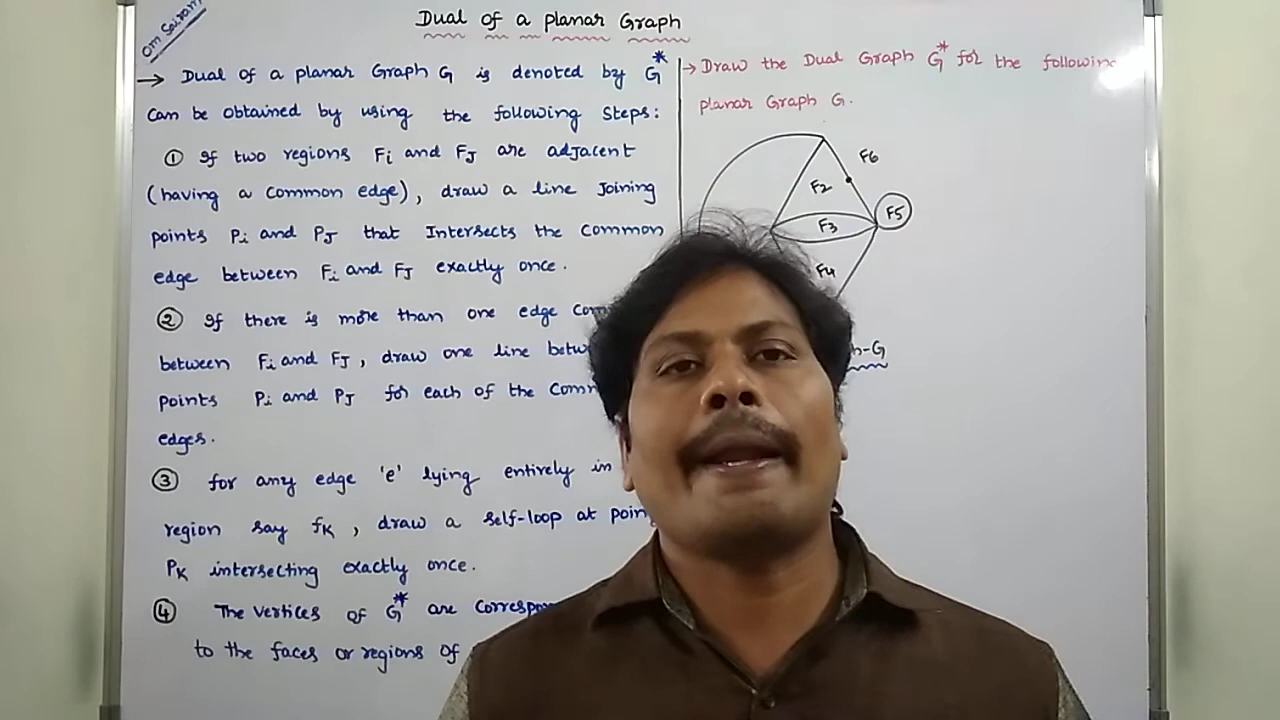 Om Sairam
Dual of a planar Graph
→ Dual of a planar Graph G is denoted by G*
can be obtained by using the following steps:
① If two regions Fi and FJ are adjacent
(having a common edge), draw a line Joining
points Pi and PJ that Intersects the Common
edge between Fi and FJ exactly once.
② If there is more than one edge
between Fi and FJ, draw one line
points Pi and PJ for each of the
edges.
③ for any edge 'e' lying entirely in
region say fK, draw a self-loop at
PK intersecting exactly once.
④ The vertices of G* are
to the faces or regions of
→ Draw the Dual Graph G* for the following
planar Graph G.
F6
F2
F5
F3
F4
-G